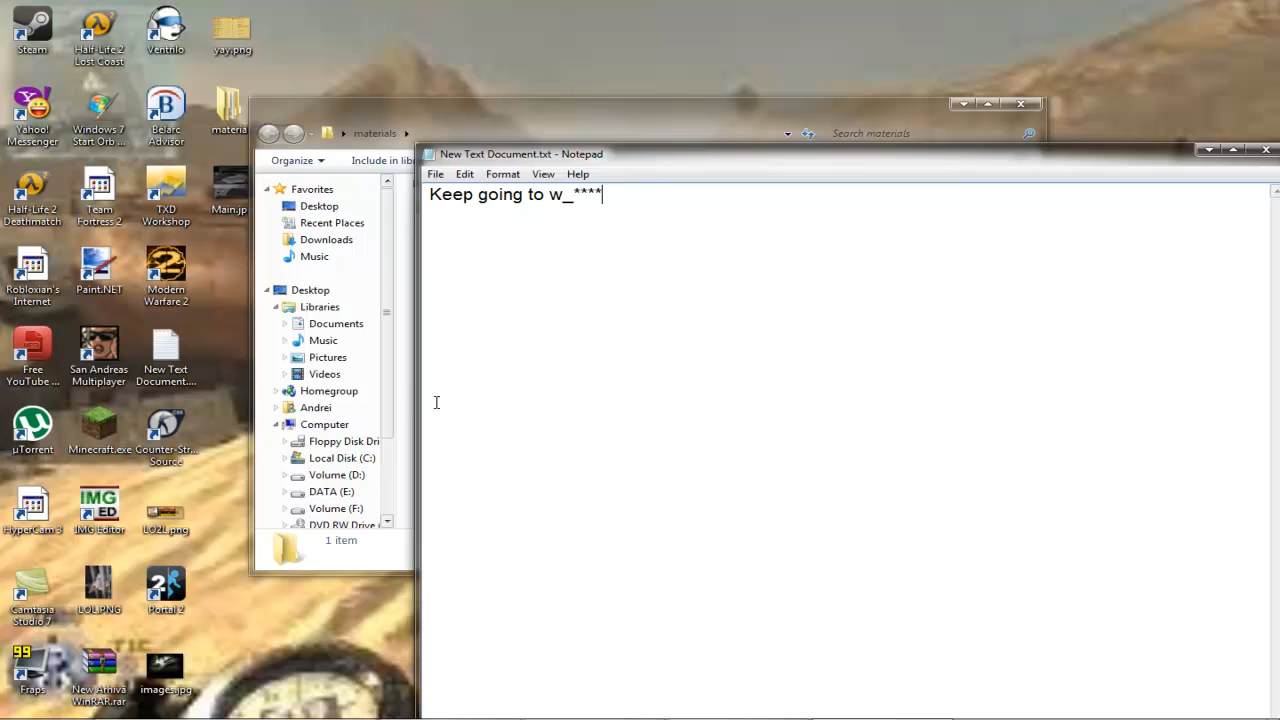 Steam
Half-Life 2
Lost Coast
Ventrilo
yay.png
Yahoo!
Messenger
Windows 7
Start Orb ...
Belarc
Advisor
materia
Half-Life 2
Deathmatch
Team
Fortress 2
TXD
Workshop
Main.jp
Robloxian's
Internet
Paint.NET
Modern
Warfare 2
Free
YouTube ...
San Andreas
Multiplayer
New Text
Document....
µTorrent
Minecraft.exe
Counter-Str...
Source
HyperCam 3
IMG
ED
IMG Editor
LO2L.png
Camtasia
Studio 7
LOL.PNG
2
Portal 2
99
Fraps
New Arhivă
WinRAR.rar
images.jpg
materials
Search materials
Organize
Include in libr
Favorites
Desktop
Recent Places
Downloads
Music
Desktop
Libraries
Documents
Music
Pictures
Videos
Homegroup
Andrei
Computer
Floppy Disk Dri
Local Disk (C:)
Volume (D:)
DATA (E:)
Volume (F:)
DVD RW Drive
1 item
New Text Document.txt - Notepad
File Edit Format View Help
Keep going to w_****